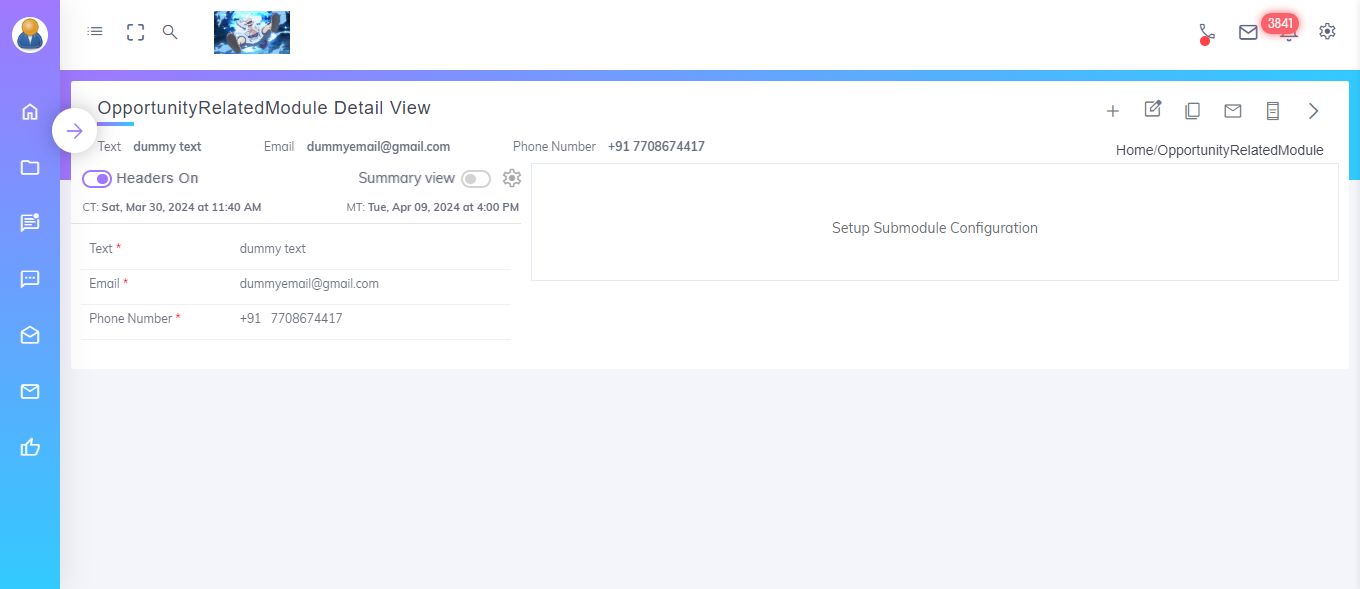 3841
OpportunityRelatedModule Detail View
Text dummy text Email dummyemail@gmail.com Phone Number +91 7708674417
Home/OpportunityRelatedModule
Headers On Summary view
CT: Sat, Mar 30, 2024 at 11:40 AM MT: Tue, Apr 09, 2024 at 4:00 PM
Setup Submodule Configuration
Text * dummy text
Email * dummyemail@gmail.com
Phone Number * +91 7708674417